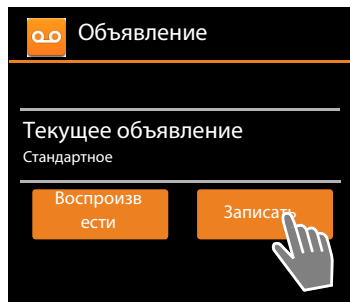 Объявление
Текущее объявление
Стандартное
Воспроизв
ести
Записать